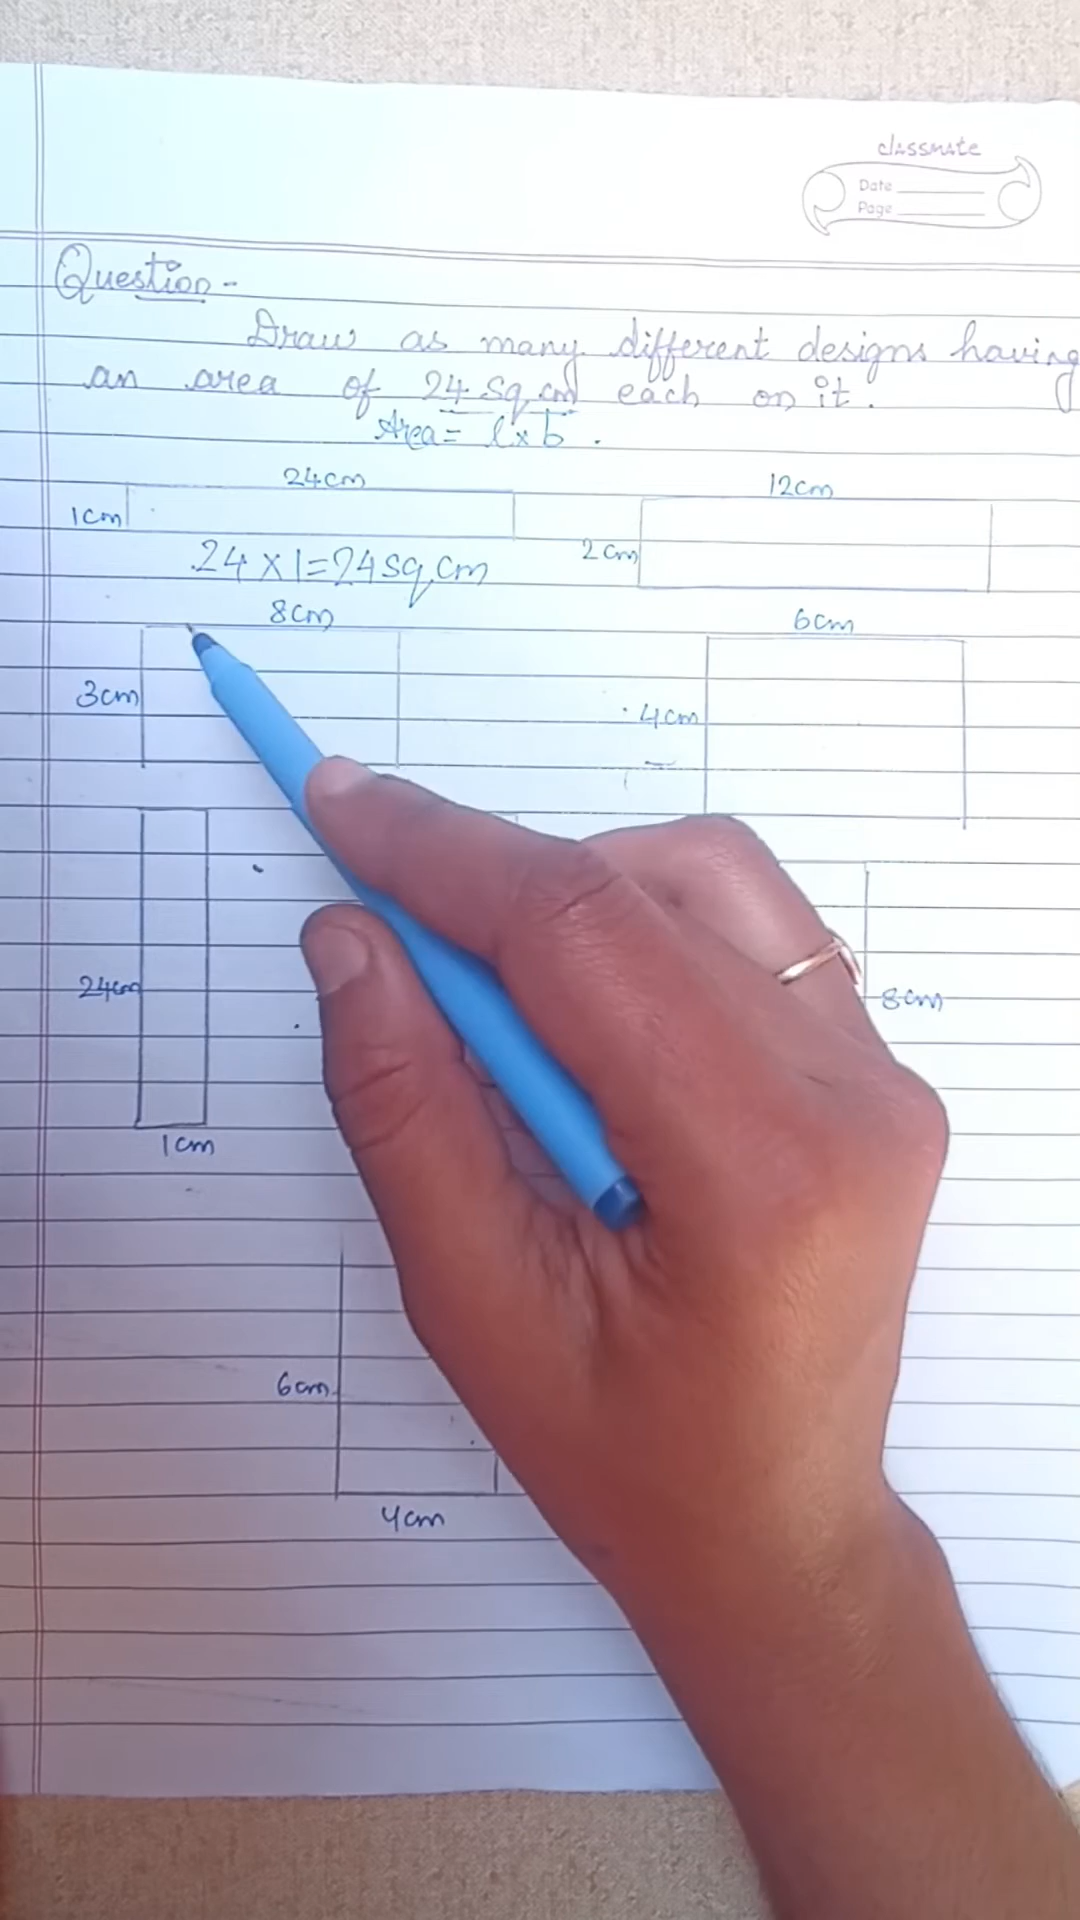 classmate
Date
Page
Question -
Draw as many different designs having
an area of 24 sq cm each on it.
Area = l x b.
24cm
12cm
1cm
2cm
24 x 1 = 24 sq cm
8cm
6cm
3cm
4cm
24cm
8cm
1cm
6cm
4cm